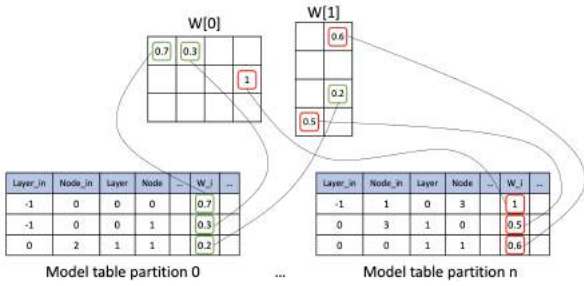 W[0]
W[1]
0.7 0.3
1
0.6
0.2
0.5
Layer_in Node_in Layer Node ... W_i ...
-1 0 0 0 0.7
-1 0 0 1 0.3
0 2 1 1 0.2
Model table partition 0
...
Layer_in Node_in Layer Node ... W_i ...
-1 1 0 3 1
0 3 1 0 0.5
0 0 1 1 0.6
Model table partition n